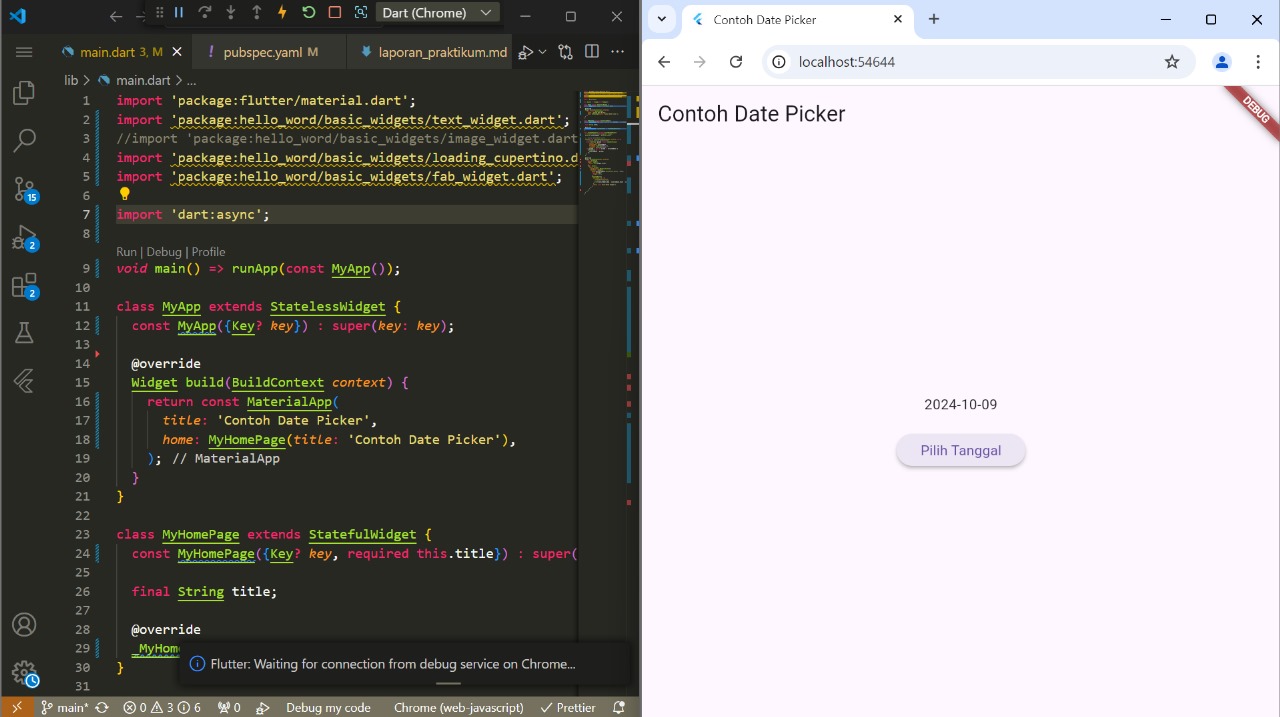 Dart (Chrome)
main.dart 3, M
pubspec.yaml M
laporan_praktikum.md
lib > main.dart > ...
1 import 'package:flutter/material.dart';
2 import 'package:hello_word/basic_widgets/text_widget.dart';
3 //import 'package:hello_word/basic_widgets/image_widget.dart
4 import 'package:hello_word/basic_widgets/loading_cupertino.d
5 import 'package:hello_word/basic_widgets/fab_widget.dart';
6
7 import 'dart:async';
8
Run | Debug | Profile
9 void main() => runApp(const MyApp());
10
11 class MyApp extends StatelessWidget {
12 const MyApp({Key? key}) : super(key: key);
13
14 @override
15 Widget build(BuildContext context) {
16 return const MaterialApp(
17 title: 'Contoh Date Picker',
18 home: MyHomePage(title: 'Contoh Date Picker'),
19 ); // MaterialApp
20 }
21 }
22
23 class MyHomePage extends StatefulWidget {
24 const MyHomePage({Key? key, required this.title}) : super(
25
26 final String title;
27
28 @override
29 _MyHom
30 }
31
15
2
2
Flutter: Waiting for connection from debug service on Chrome...
main* 0 3 6 0 Debug my code Chrome (web-javascript) Prettier
Contoh Date Picker
localhost:54644
Contoh Date Picker
DEBUG
2024-10-09
Pilih Tanggal